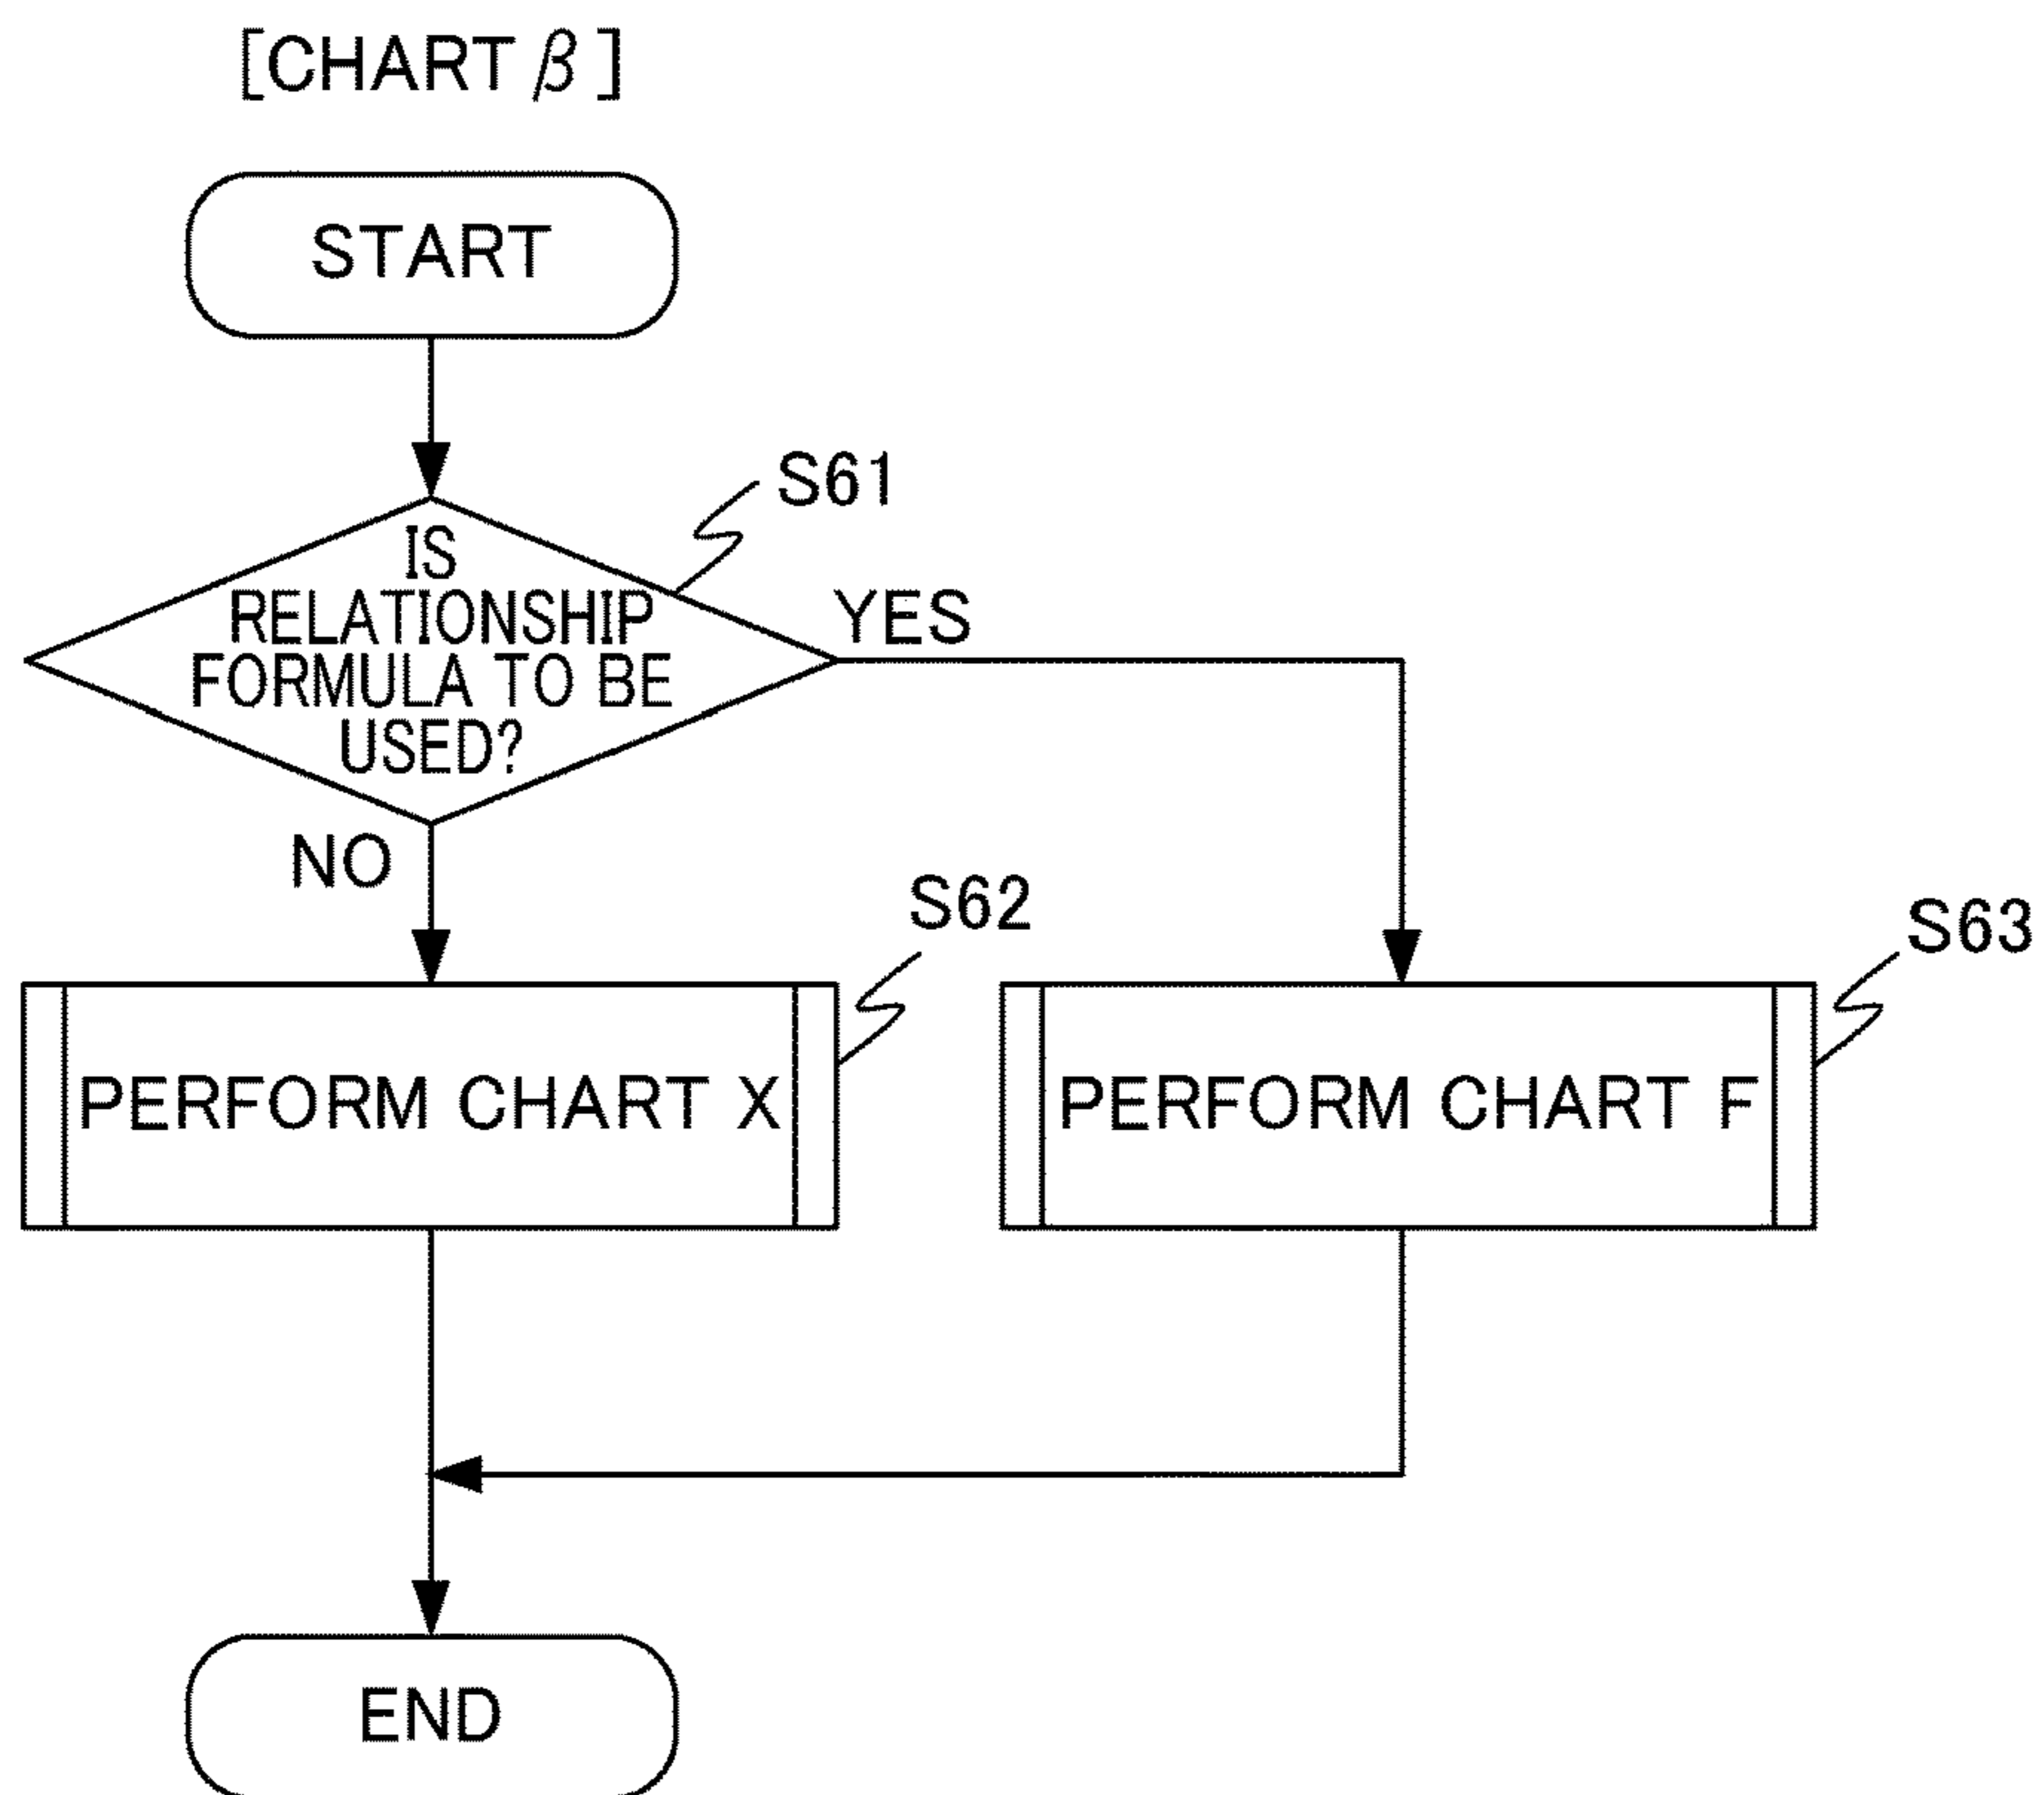 [CHART β]
START
S61
IS
RELATIONSHIP
FORMULA TO BE
USED?
YES
NO
S62
S63
PERFORM CHART X
PERFORM CHART F
END